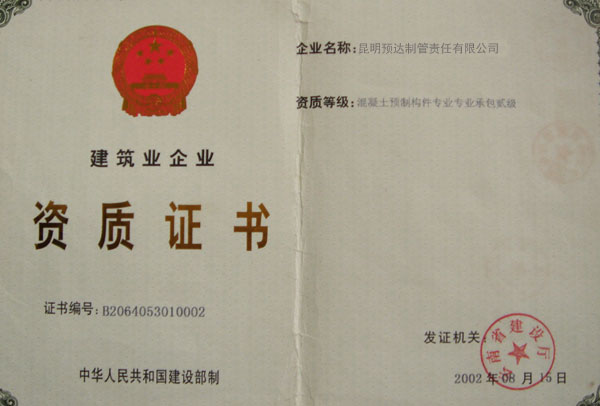 建筑业企业
资质证书
证书编号: B2064053010002
中华人民共和国建设部制
企业名称: 昆明预达制管责任有限公司
资质等级: 混凝土预制构件专业专业承包贰级
发证机关:
南省建设厅
2002 年 08 月 15 日